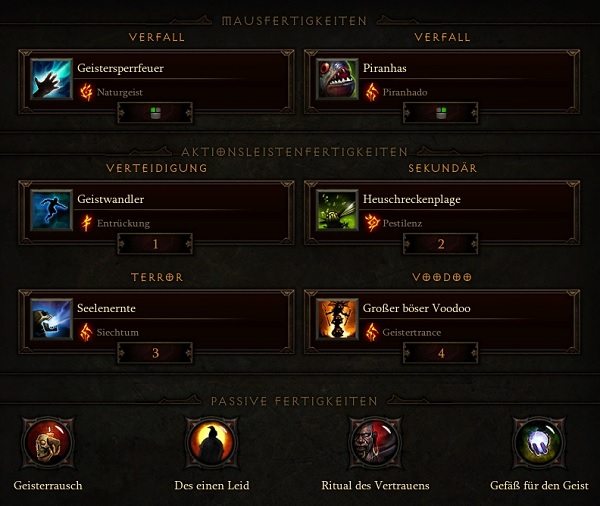 MAUSFERTIGKEITEN
VERFALL
VERFALL
Geistersperrfeuer
Naturgeist
Piranhas
Piranhado
AKTIONSLEISTENFERTIGKEITEN
VERTEIDIGUNG
SEKUNDÄR
Geistwandler
Entrückung
1
Heuschreckenplage
Pestilenz
2
TERROR
VOODOO
Seelenernte
Siechtum
3
Großer böser Voodoo
Geistertrance
4
PASSIVE FERTIGKEITEN
Geisterrausch
Des einen Leid
Ritual des Vertrauens
Gefäß für den Geist